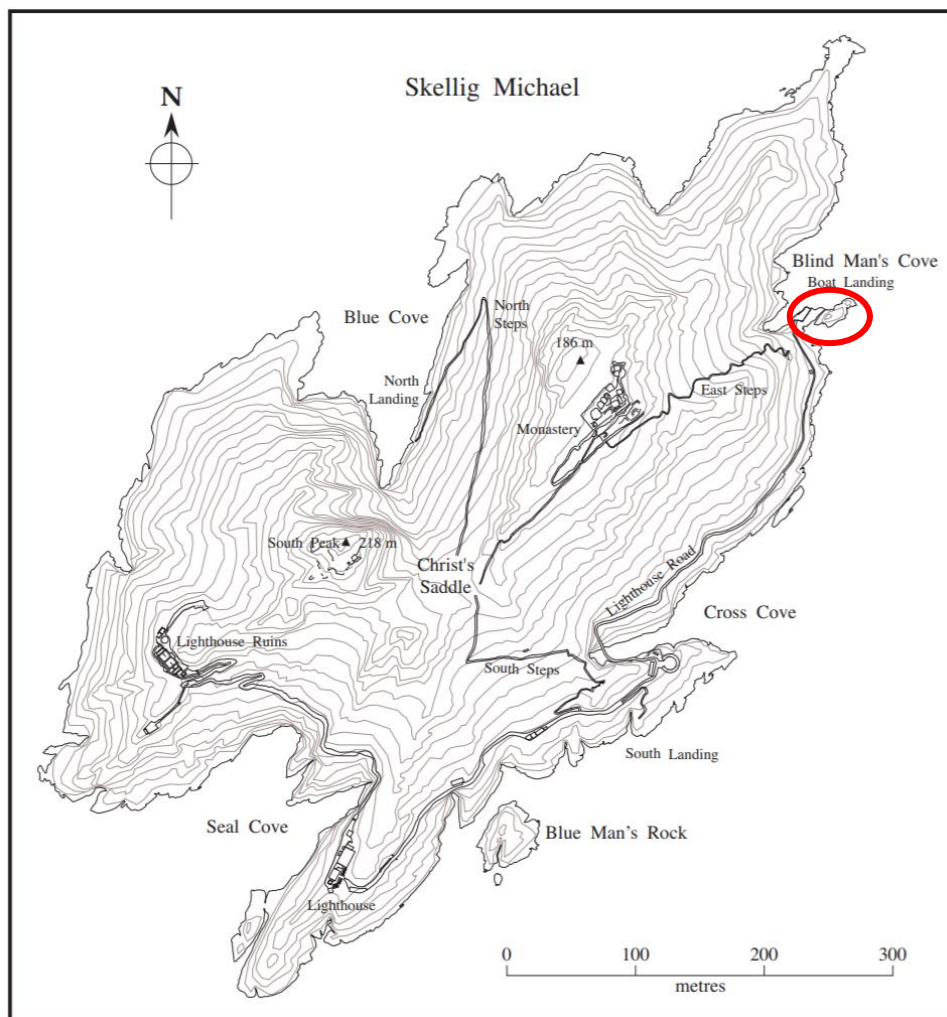 Skellig Michael
N
Blind Man's Cove
Boat Landing
North
Steps
Blue Cove
186 m
North
Landing
East Steps
Monastery
South Peak
218 m
Christ's
Saddle
Lighthouse Road
Cross Cove
Lighthouse Ruins
South Steps
South Landing
Seal Cove
Blue Man's Rock
Lighthouse
0 100 200 300
metres